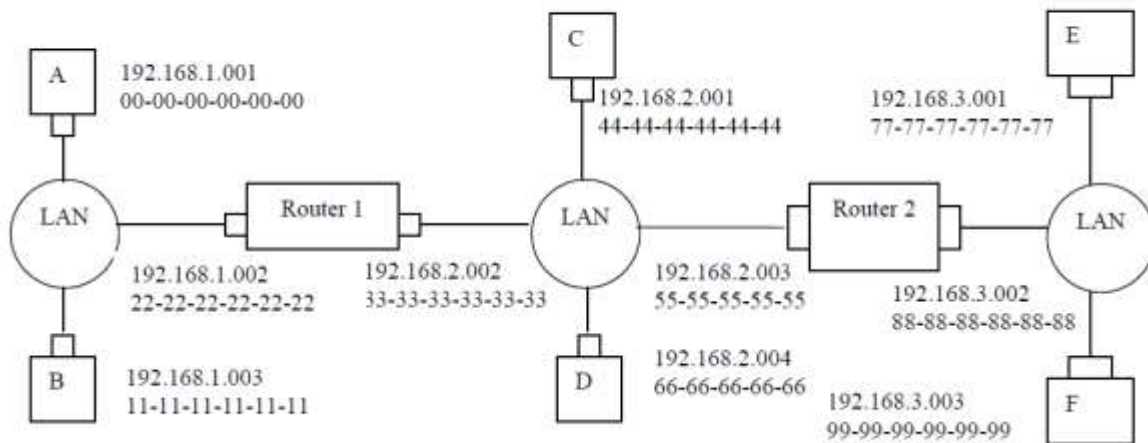 A
192.168.1.001
00-00-00-00-00-00
C
192.168.2.001
44-44-44-44-44-44
E
192.168.3.001
77-77-77-77-77-77
LAN
Router 1
LAN
Router 2
LAN
192.168.1.002
22-22-22-22-22-22
192.168.2.002
33-33-33-33-33-33
192.168.2.003
55-55-55-55-55
192.168.3.002
88-88-88-88-88-88
B
192.168.1.003
11-11-11-11-11-11
D
192.168.2.004
66-66-66-66-66
192.168.3.003
99-99-99-99-99-99
F